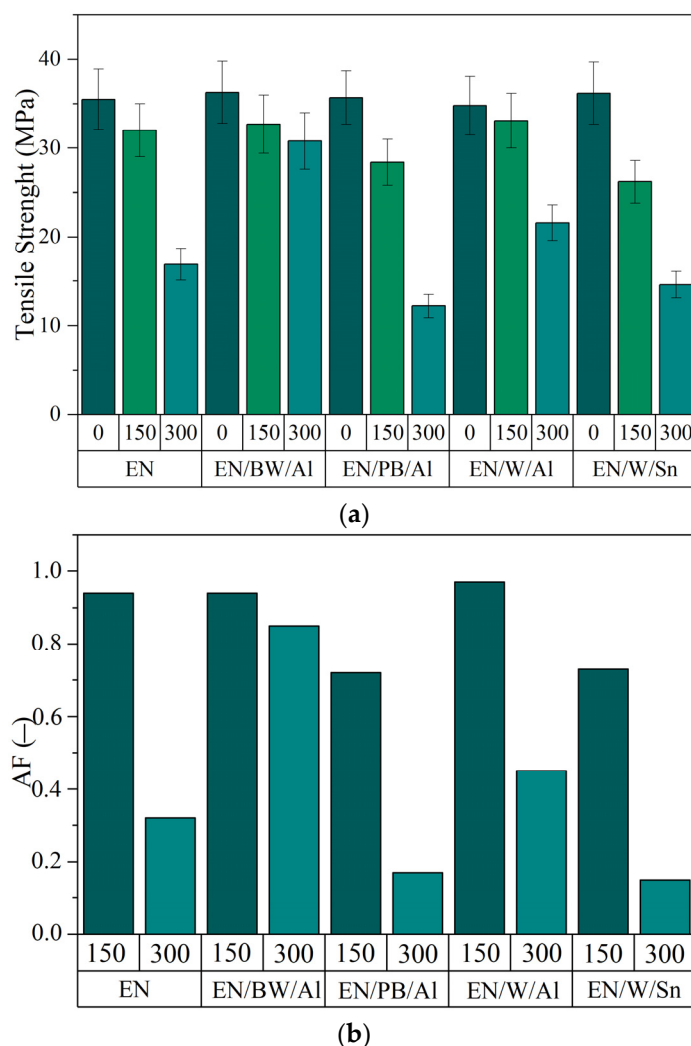 40
30
20
10
0
Tensile Strenght (MPa)
0 150 300 0 150 300 0 150 300 0 150 300 0 150 300
EN EN/BW/Al EN/PB/Al EN/W/Al EN/W/Sn
(a)
1.0
0.8
0.6
0.4
0.2
0.0
AF (–)
150 300 150 300 150 300 150 300 150 300
EN EN/BW/Al EN/PB/Al EN/W/Al EN/W/Sn
(b)